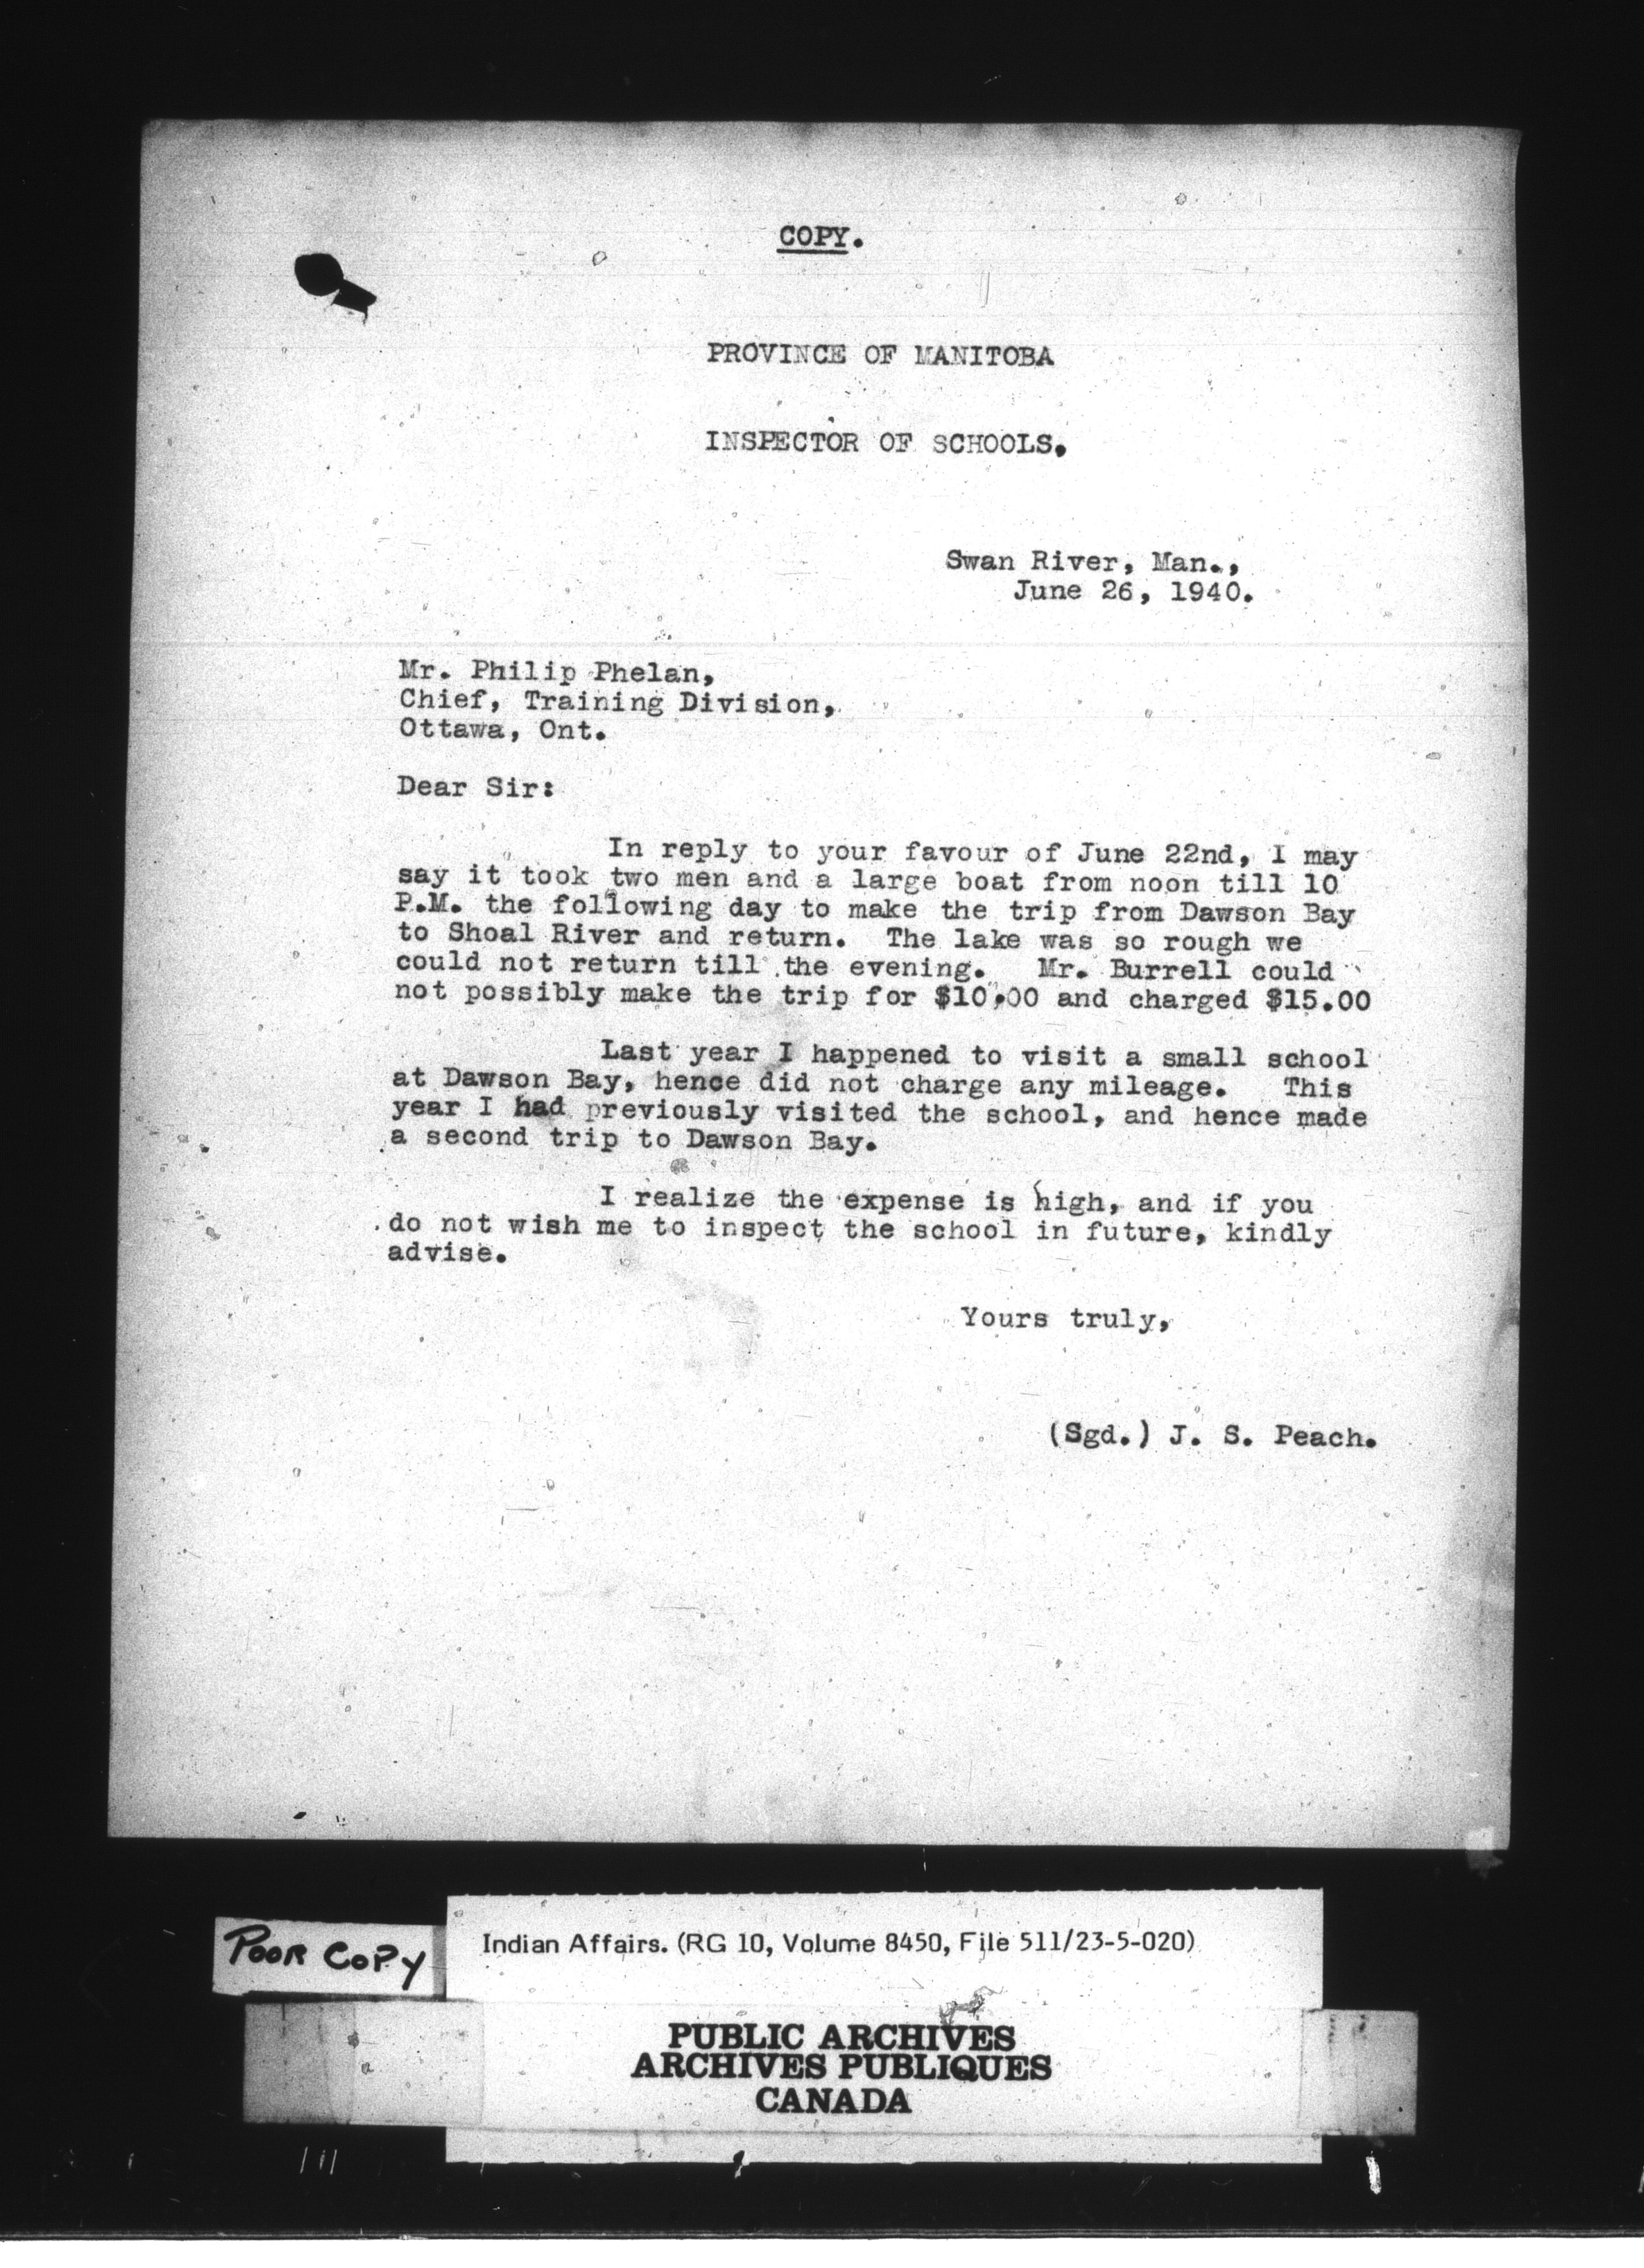 COPY.
PROVINCE OF MANITOBA
INSPECTOR OF SCHOOLS.
Swan River, Man.,
June 26, 1940.
Mr. Philip Phelan,
Chief, Training Division,
Ottawa, Ont.
Dear Sir:
In reply to your favour of June 22nd, I may
say it took two men and a large boat from noon till 10
P.M. the following day to make the trip from Dawson Bay
to Shoal River and return. The lake was so rough we
could not return till the evening. Mr. Burrell could
not possibly make the trip for $10.00 and charged $15.00
Last year I happened to visit a small school
at Dawson Bay, hence did not charge any mileage. This
year I had previously visited the school, and hence made
a second trip to Dawson Bay.
I realize the expense is high, and if you
do not wish me to inspect the school in future, kindly
advise.
Yours truly,
(Sgd.) J. S. Peach.
POOR COPY
Indian Affairs. (RG 10, Volume 8450, File 511/23-5-020)
PUBLIC ARCHIVES
ARCHIVES PUBLIQUES
CANADA